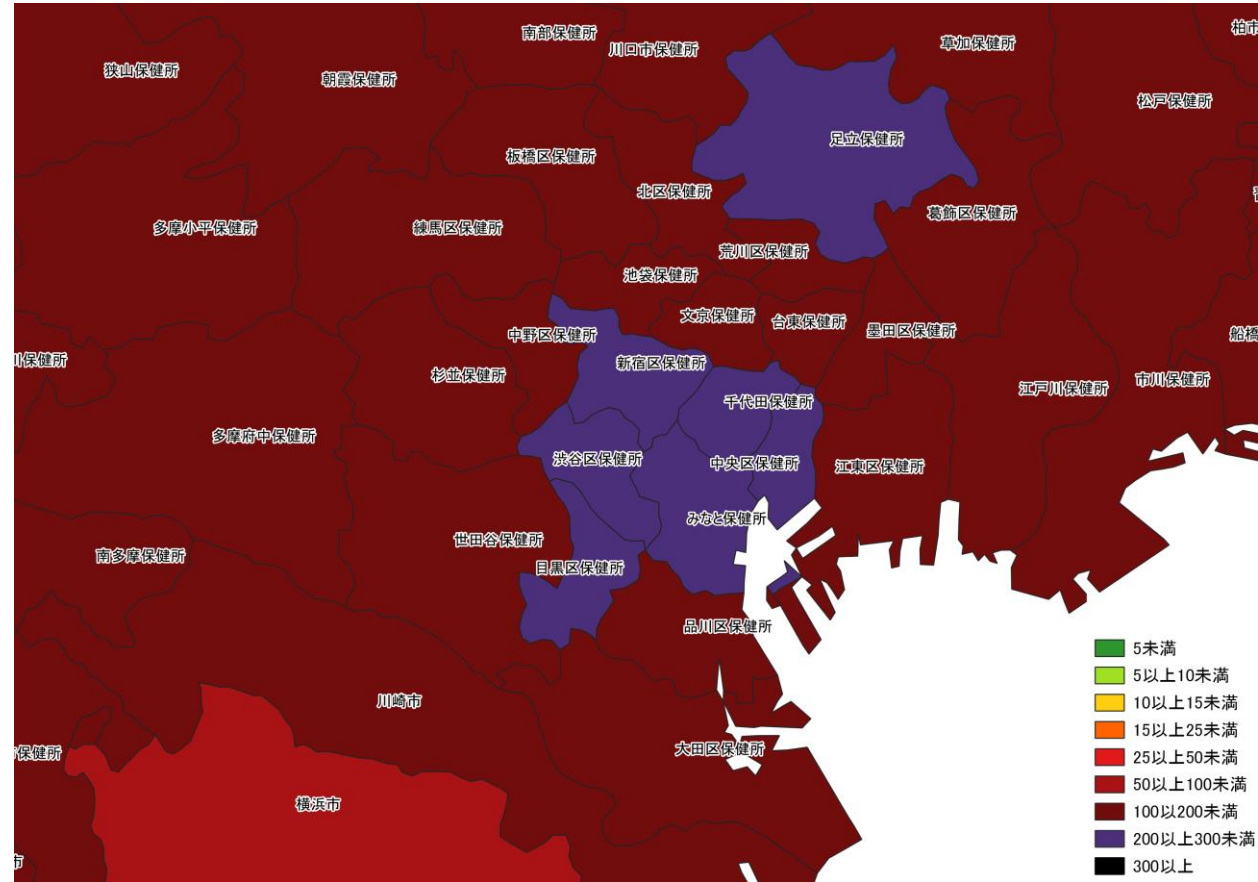 南部保健所
川口市保健所
草加保健所
柏市
狭山保健所
朝霞保健所
松戸保健所
足立保健所
板橋区保健所
北区保健所
葛飾区保健所
多摩小平保健所
練馬区保健所
荒川区保健所
池袋保健所
文京保健所
台東保健所
墨田区保健所
中野区保健所
船橋
川保健所
杉並保健所
新宿区保健所
江戸川保健所
市川保健所
千代田保健所
多摩府中保健所
渋谷区保健所
中央区保健所
江東区保健所
みなと保健所
世田谷保健所
南多摩保健所
目黒区保健所
品川区保健所
川崎市
大田区保健所
保健所
横浜市
市
5未満
5以上10未満
10以上15未満
15以上25未満
25以上50未満
50以上100未満
100以200未満
200以上300未満
300以上